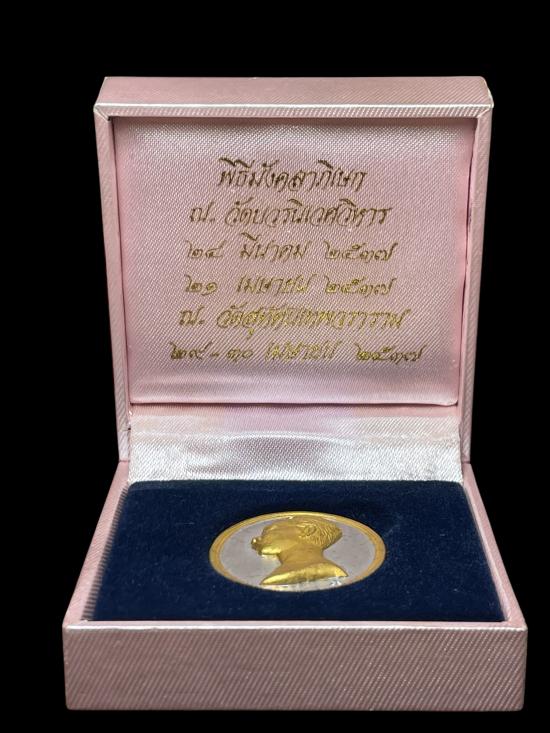 พิธีมังคลาภิเษก
ณ. วัดบวรนิเวศวิหาร
๒๔ มีนาคม ๒๕๓๗
๒๑ เมษายน ๒๕๓๗
ณ. วัดสุทัศน์เทพวราราม
๒๙-๓๐ เมษายน ๒๕๓๗